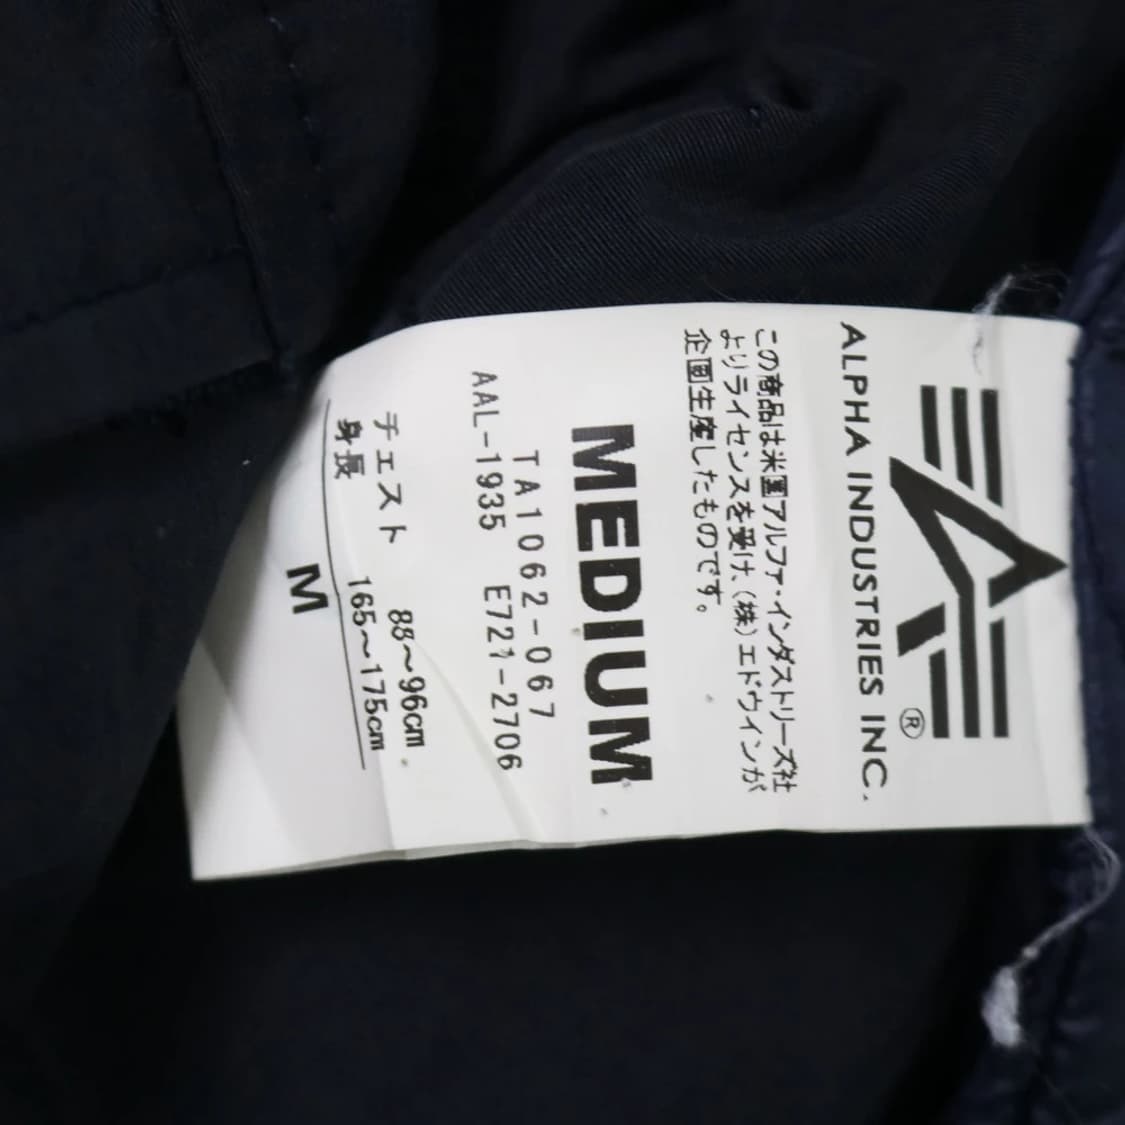 ALPHA INDUSTRIES INC.
®
この商品は米国アルファ・インダストリーズ社
よりライセンスを受け、(株)エドウインが
企画生産したものです。
MEDIUM
TA1062-067
AAL-1935 E721-2706
チェスト 88〜96cm
身長 165〜175cm
M